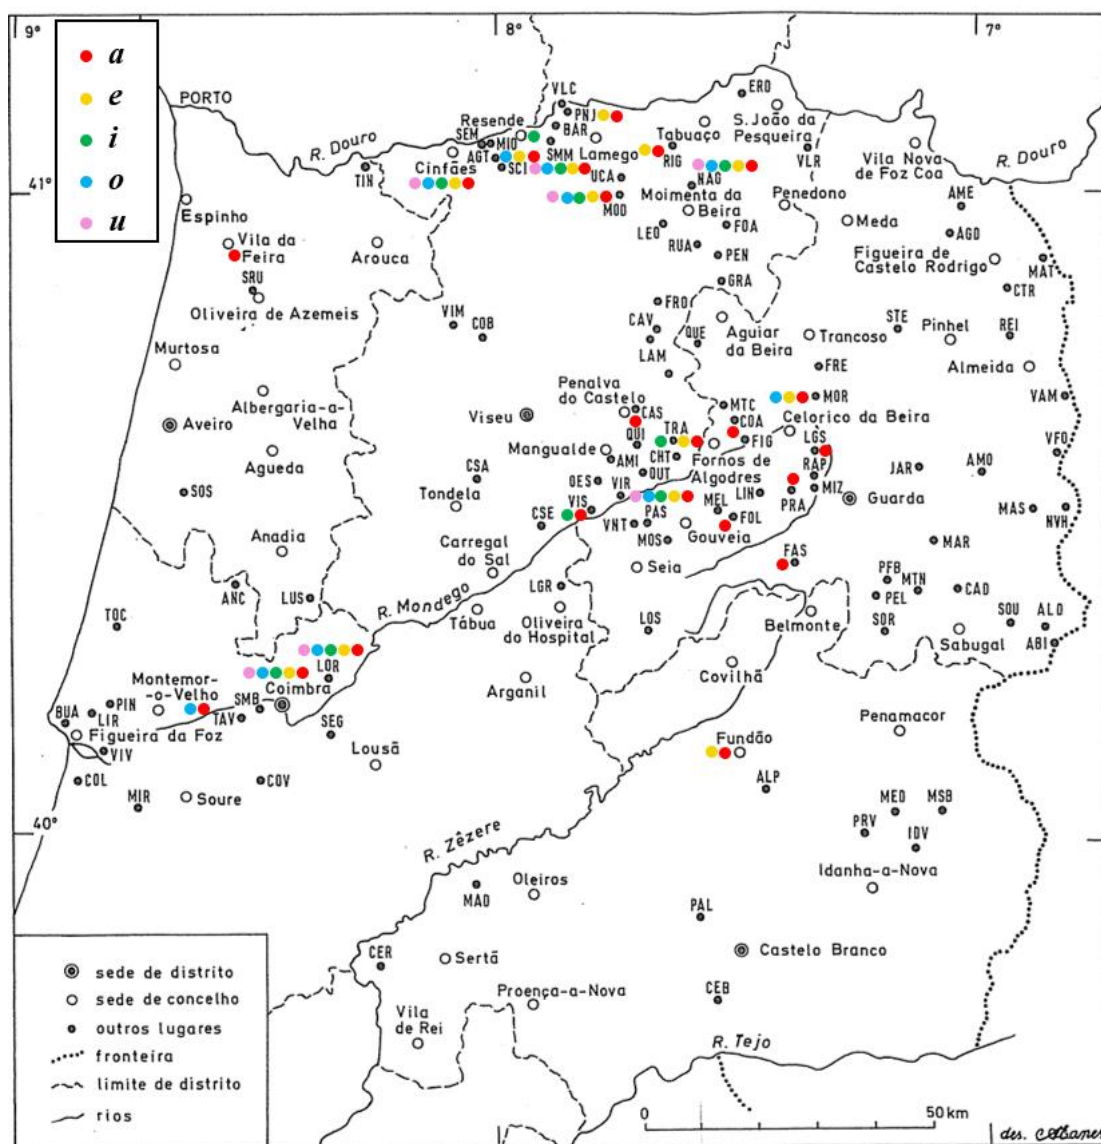 9°
8°
7°
a
e
i
o
u
PORTO
R. Douro
VLC
PNJ
ERO
S. João da
Pesqueira
Resende
BAR
Tabuaço
SEM
MIO
AGT
SMM
Lamego
RIG
VLR
Vila Nova
de Foz Coa
R. Douro
Cinfães
SCI
TIN
UCA
NAG
41°
MOD
Moimenta da
Beira
Penedono
AME
Espinho
Meda
LEO
FOA
AGO
Vila da
Feira
Arouca
RUA
PEN
Figueira de
Castelo Rodrigo
MAT
SRU
GRA
CTR
Oliveira de Azemeis
FRO
VIM
COB
CAV
QUE
Aguiar
da Beira
STE
Trancoso
Pinhel
REI
Murtosa
LAM
Almeida
FRE
Penalva
do Castelo
Albergaria-a-
Velha
Viseu
CAS
MTC
MOR
VAM
Aveiro
COA
Celorico da Beira
QUI
TRA
FIG
LGS
VFO
Agueda
Mangualde
CHT
Fornos de
Algodres
RAP
JAR
AMO
AMI
OUT
CSA
SOS
Tondela
OES
VIR
LIN
MIZ
Guarda
VIS
PRA
MEL
MAS
NVH
CSE
PAS
FOL
VNT
Gouveia
Anadia
MOS
MAR
Carregal
do Sal
Seia
FAS
PFB
MTN
ANC
LUS
R. Mondego
LGR
CAD
PEL
TOC
Tábua
Oliveira
do Hospital
LOS
Belmonte
SOR
SOU
ALO
Sabugal
ABI
LOR
Covilhã
Montemor-
o-Velho
Coimbra
Arganil
PIN
SMB
BUA
LIR
TAV
Penamacor
Figueira da Foz
SEG
Fundão
VIV
Lousã
COL
COV
ALP
MIR
Soure
MED
MSB
40°
PRV
IDV
R. Zêzere
Idanha-a-Nova
Oleiros
MAD
PAL
Castelo Branco
CER
Sertã
CEB
Proença-a-Nova
Vila
de Rei
R. Tejo
sede de distrito
sede de concelho
outros lugares
fronteira
limite de distrito
rios
0
50 km
des.